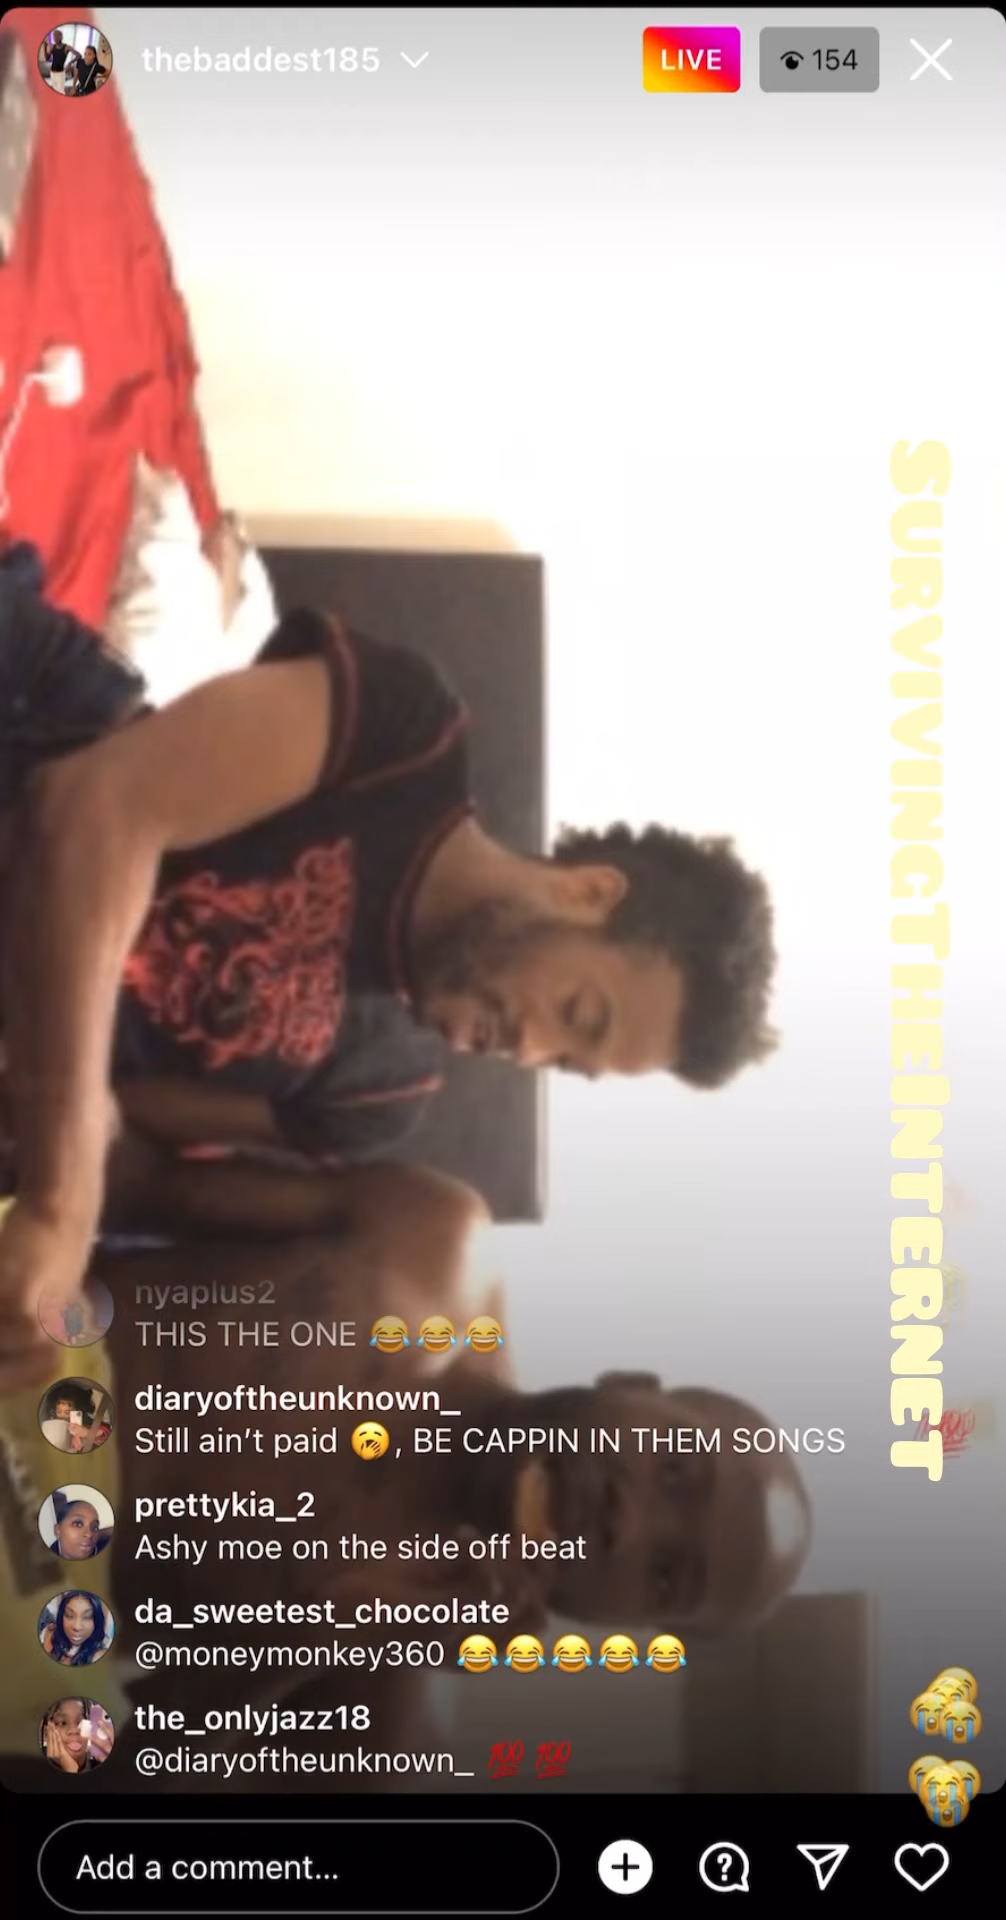 thebaddest185
LIVE
154
SURVIVINGTHEINTERNET
nyaplus2
THIS THE ONE 😂😂😂
diaryoftheunknown_
Still ain’t paid 🥱, BE CAPPIN IN THEM SONGS
prettykia_2
Ashy moe on the side off beat
da_sweetest_chocolate
@moneymonkey360 😂😂😂😂😂
the_onlyjazz18
@diaryoftheunknown_ 💯 💯
Add a comment...